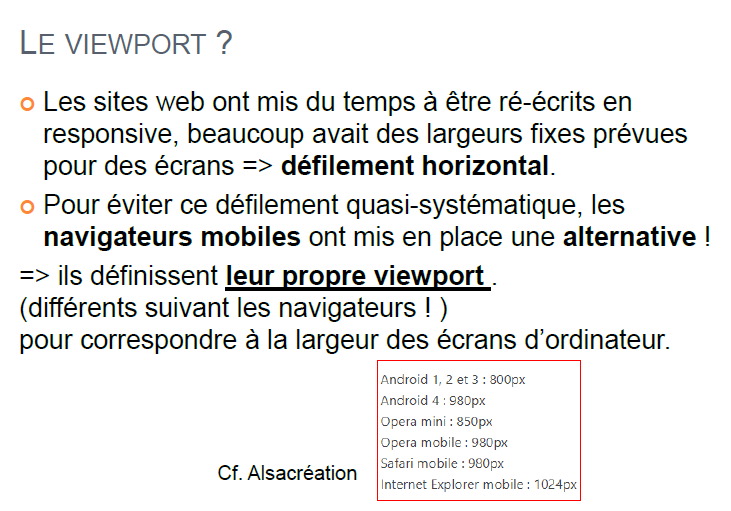 LE VIEWPORT ?
Les sites web ont mis du temps à être ré-écrits en
responsive, beaucoup avait des largeurs fixes prévues
pour des écrans => défilement horizontal.
Pour éviter ce défilement quasi-systématique, les
navigateurs mobiles ont mis en place une alternative !
=> ils définissent leur propre viewport .
(différents suivant les navigateurs ! )
pour correspondre à la largeur des écrans d’ordinateur.
Android 1, 2 et 3 : 800px
Android 4 : 980px
Opera mini : 850px
Opera mobile : 980px
Safari mobile : 980px
Internet Explorer mobile : 1024px
Cf. Alsacréation